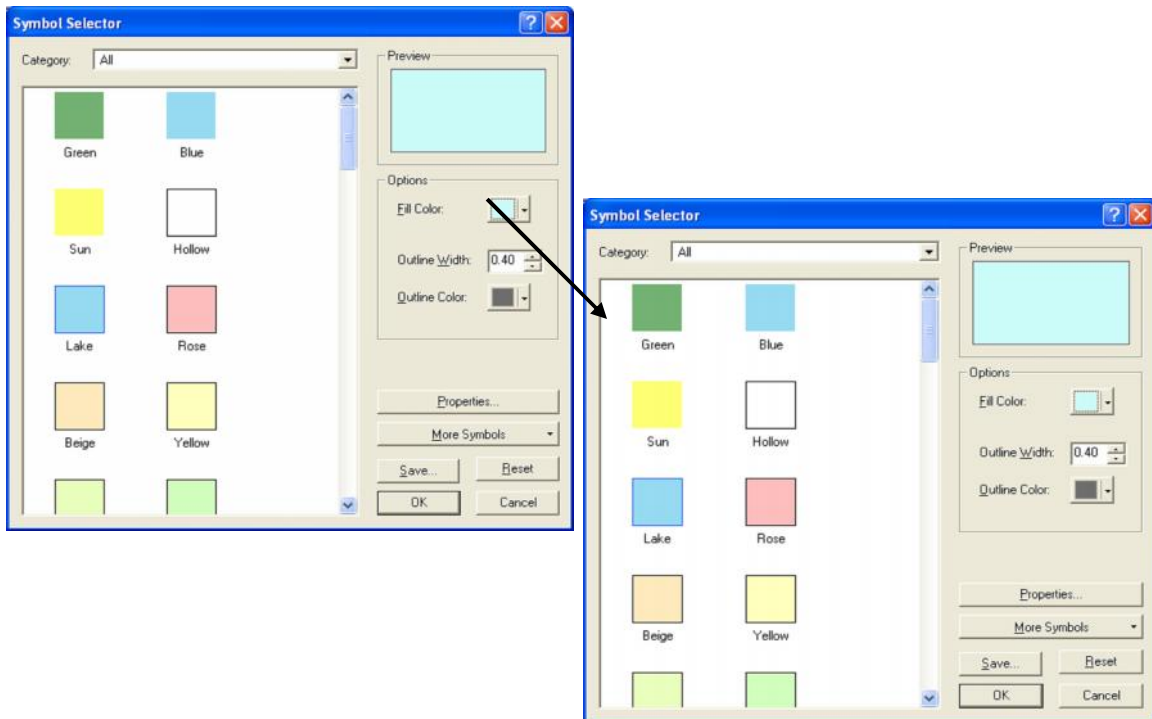 Symbol Selector
Category: All
Green Blue
Sun Hollow
Lake Rose
Beige Yellow
Preview
Options
Fill Color:
Outline Width: 0.40
Outline Color:
Properties...
More Symbols
Save... Reset
OK Cancel
Symbol Selector
Category: All
Green Blue
Sun Hollow
Lake Rose
Beige Yellow
Preview
Options
Fill Color:
Outline Width: 0.40
Outline Color:
Properties...
More Symbols
Save... Reset
OK Cancel